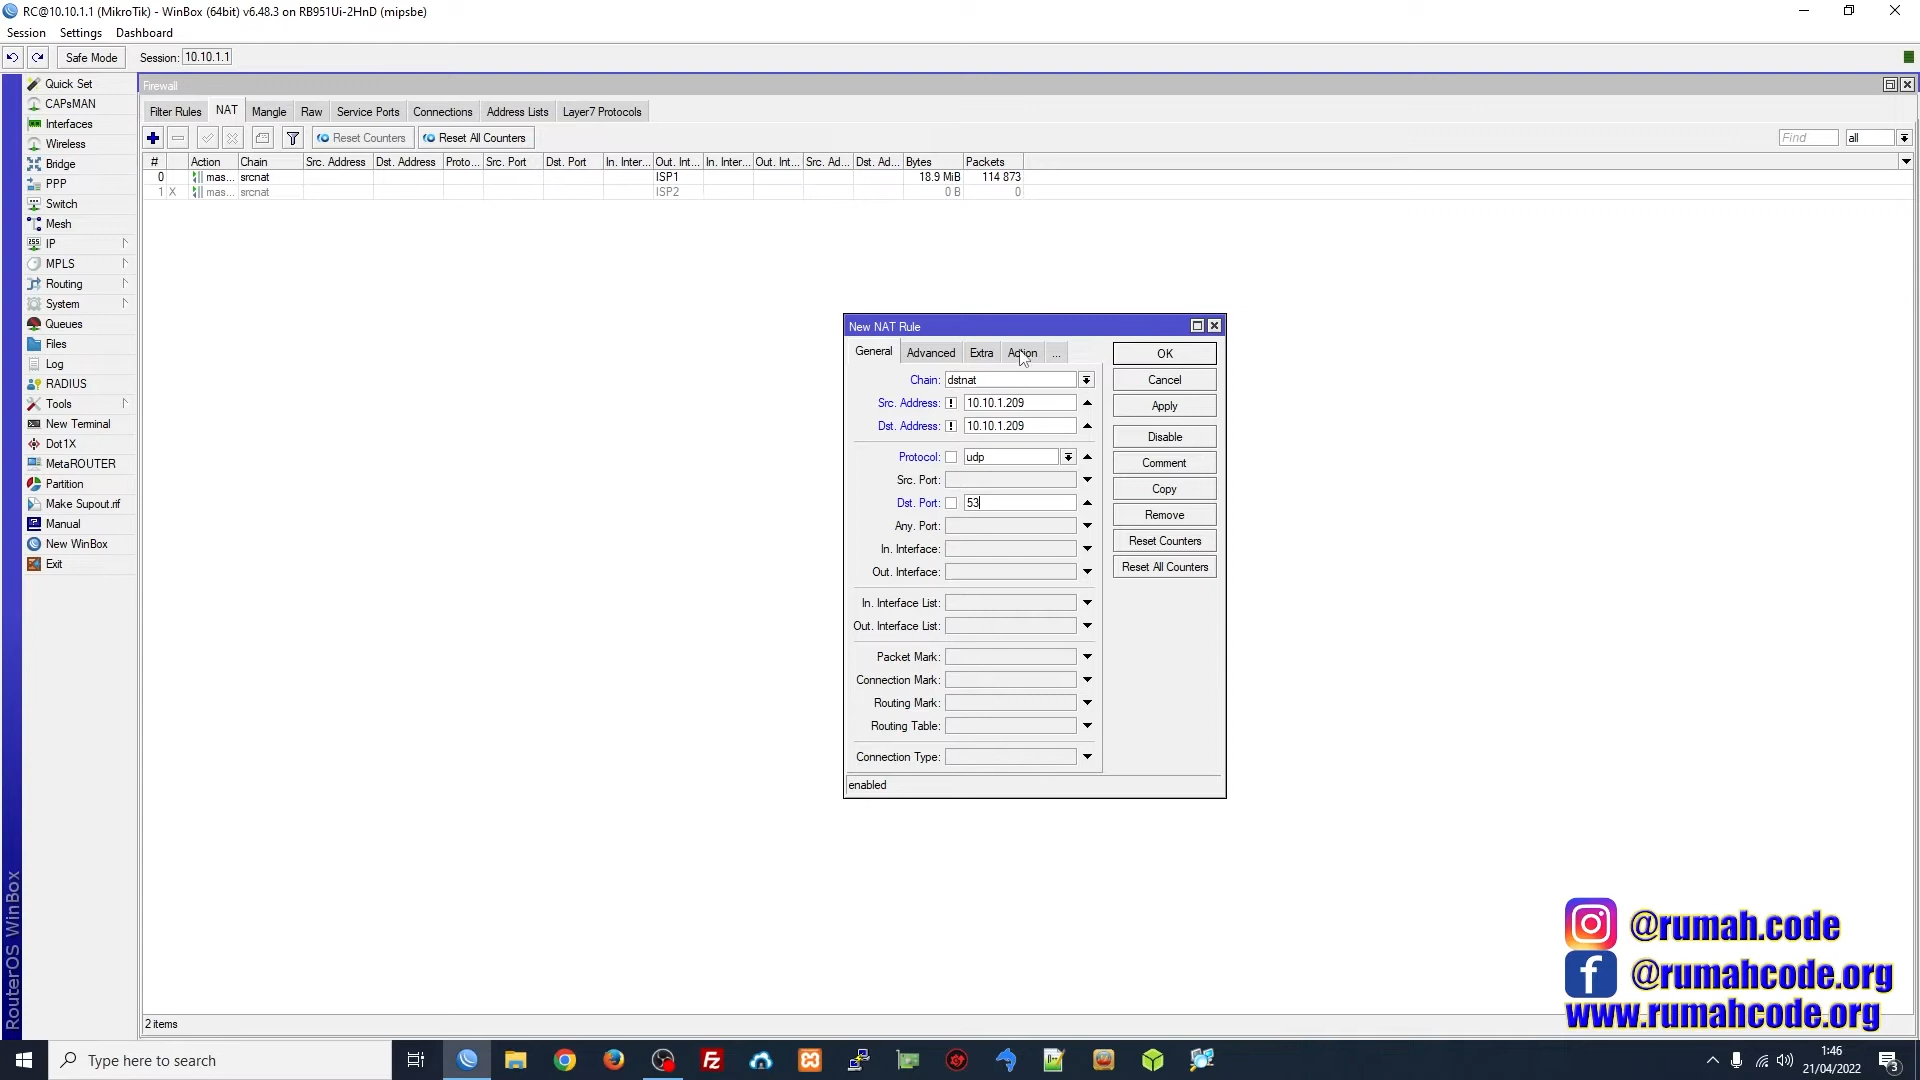 RC@10.10.1.1 (MikroTik) - WinBox (64bit) v6.48.3 on RB951Ui-2HnD (mipsbe)
Session Settings Dashboard
Safe Mode Session: 10.10.1.1
Quick Set
CAPsMAN
Interfaces
Wireless
Bridge
PPP
Switch
Mesh
IP
MPLS
Routing
System
Queues
Files
Log
RADIUS
Tools
New Terminal
Dot1X
MetaROUTER
Partition
Make Supout.rif
Manual
New WinBox
Exit
RouterOS WinBox
Firewall
Filter Rules NAT Mangle Raw Service Ports Connections Address Lists Layer7 Protocols
Reset Counters Reset All Counters Find all
# Action Chain Src. Address Dst. Address Proto... Src. Port Dst. Port In. Inter... Out. Int... In. Inter... Out. Int... Src. Ad... Dst. Ad... Bytes Packets
0 mas... srcnat ISP1 18.9 MiB 114 873
1 X mas... srcnat ISP2 0 B 0
New NAT Rule
General Advanced Extra Action ...
Chain: dstnat
Src. Address: ! 10.10.1.209
Dst. Address: ! 10.10.1.209
Protocol: udp
Src. Port:
Dst. Port: 53
Any. Port:
In. Interface:
Out. Interface:
In. Interface List:
Out. Interface List:
Packet Mark:
Connection Mark:
Routing Mark:
Routing Table:
Connection Type:
enabled
OK
Cancel
Apply
Disable
Comment
Copy
Remove
Reset Counters
Reset All Counters
@rumah.code
@rumahcode.org
www.rumahcode.org
2 items
Type here to search
1:46
21/04/2022
3